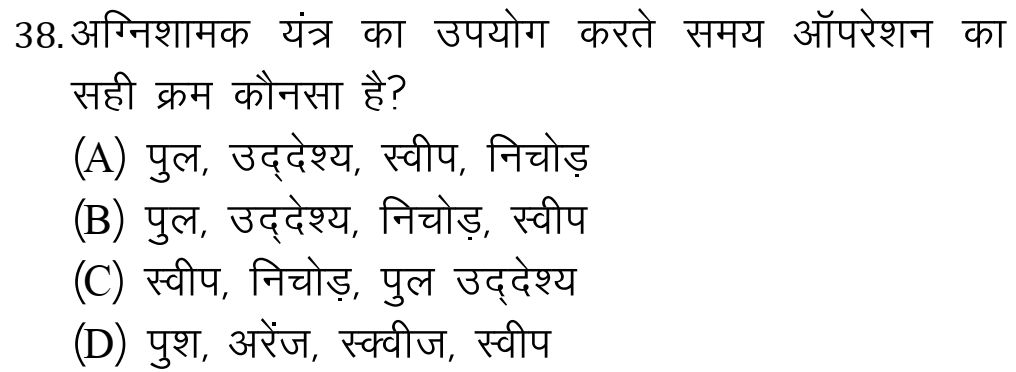 38. अग्निशामक यंत्र का उपयोग करते समय ऑपरेशन का
सही क्रम कौनसा है?
(A) पुल, उद्‌देश्य, स्वीप, निचोड़
(B) पुल, उद्‌देश्य, निचोड़, स्वीप
(C) स्वीप, निचोड़, पुल उद्‌देश्य
(D) पुश, अरेंज, स्क्वीज, स्वीप